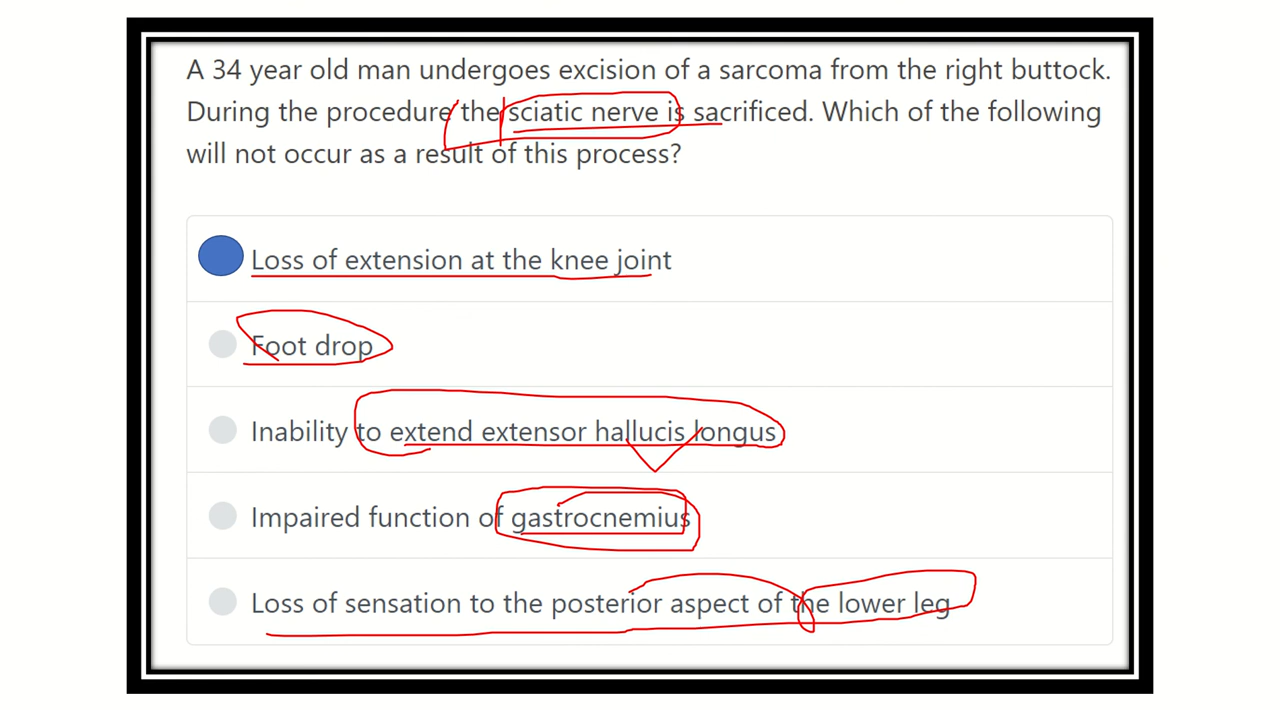 A 34 year old man undergoes excision of a sarcoma from the right buttock.
During the procedure the sciatic nerve is sacrificed. Which of the following
will not occur as a result of this process?
Loss of extension at the knee joint
Foot drop
Inability to extend extensor hallucis longus
Impaired function of gastrocnemius
Loss of sensation to the posterior aspect of the lower leg